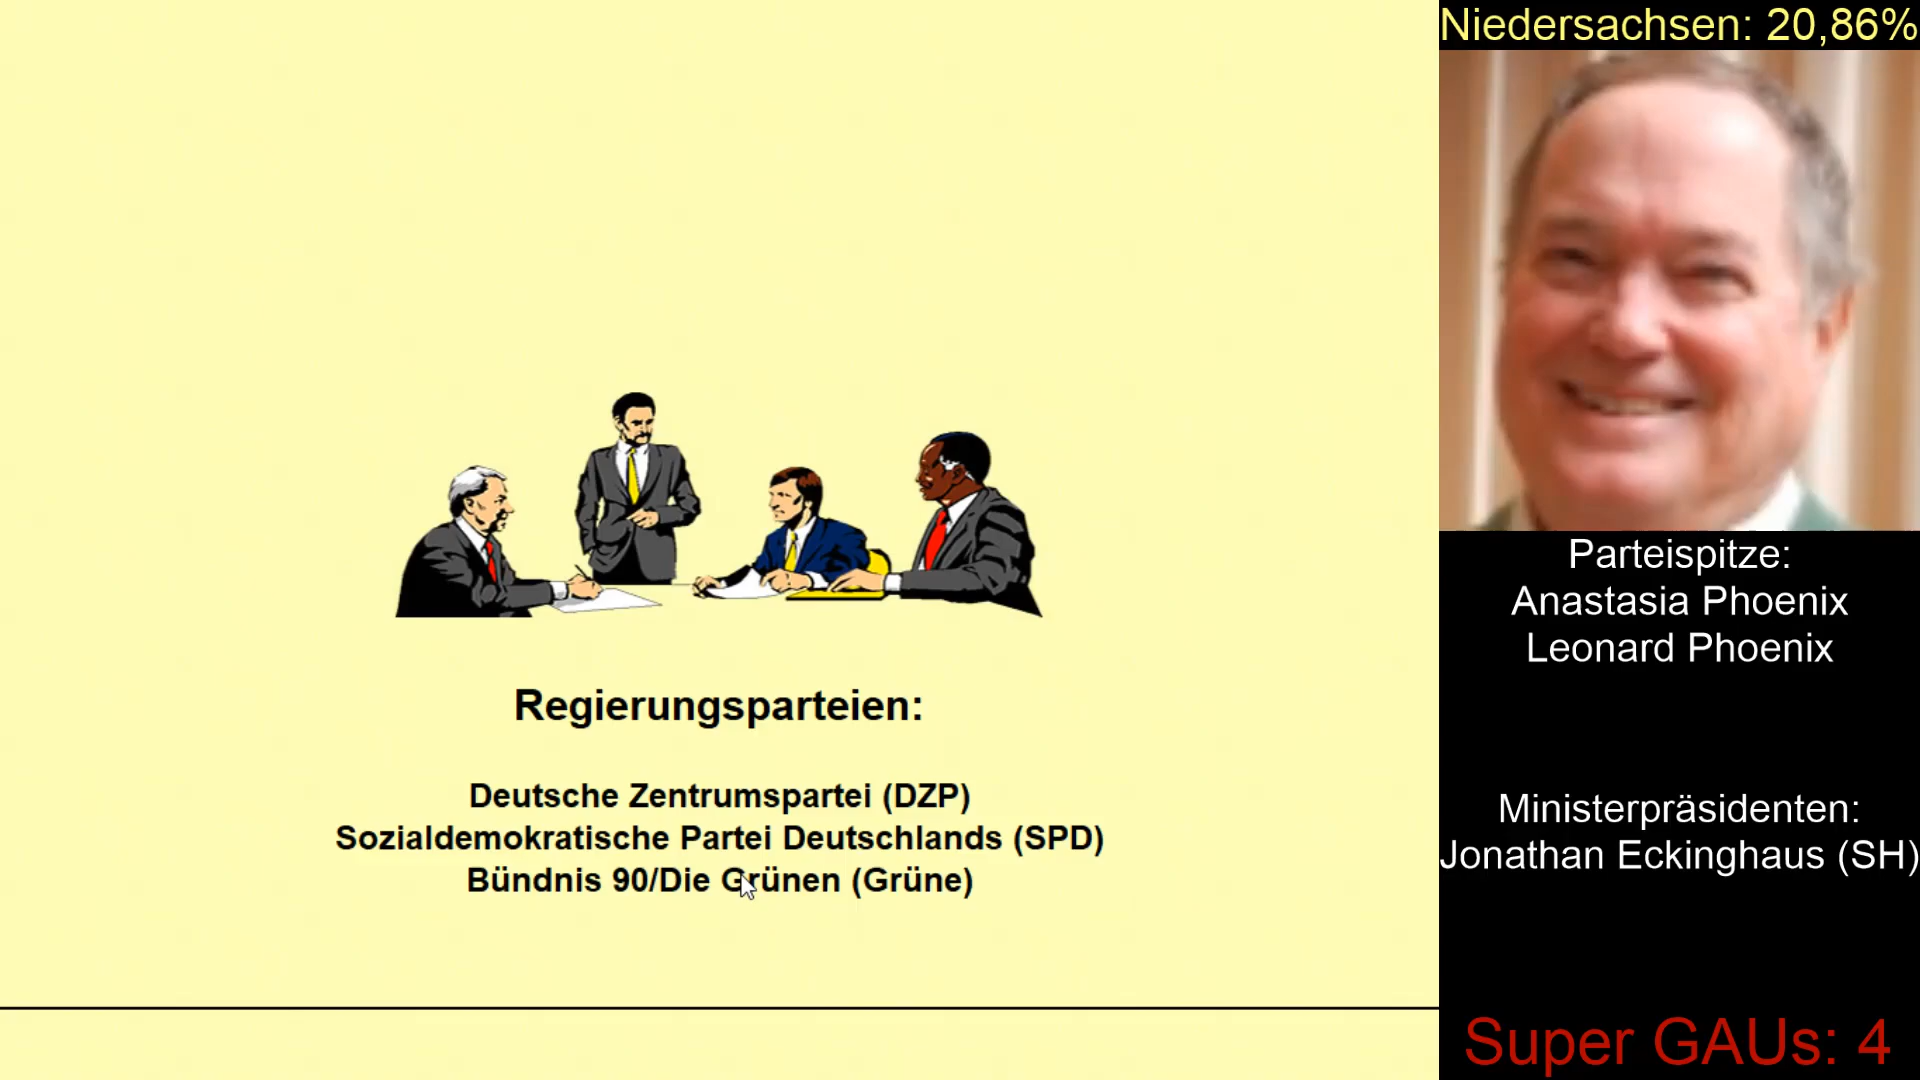 Niedersachsen: 20,86%
Regierungsparteien:
Deutsche Zentrumspartei (DZP)
Sozialdemokratische Partei Deutschlands (SPD)
Bündnis 90/Die Grünen (Grüne)
Parteispitze:
Anastasia Phoenix
Leonard Phoenix
Ministerpräsidenten:
Jonathan Eckinghaus (SH)
Super GAUs: 4